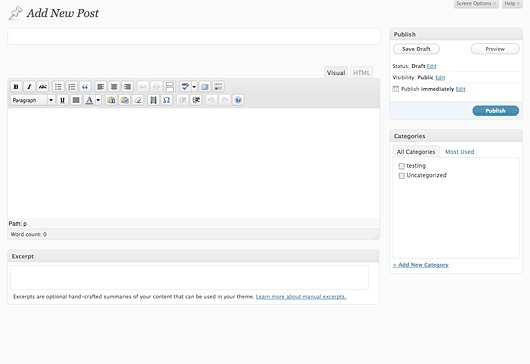 Screen Options
Help
Add New Post
Visual
HTML
B I ABC
Paragraph
U
A
Ω
Path: p
Word count: 0
Excerpt
Excerpts are optional hand-crafted summaries of your content that can be used in your theme. Learn more about manual excerpts.
Publish
Save Draft
Preview
Status: Draft Edit
Visibility: Public Edit
Publish immediately Edit
Publish
Categories
All Categories
Most Used
testing
Uncategorized
+ Add New Category